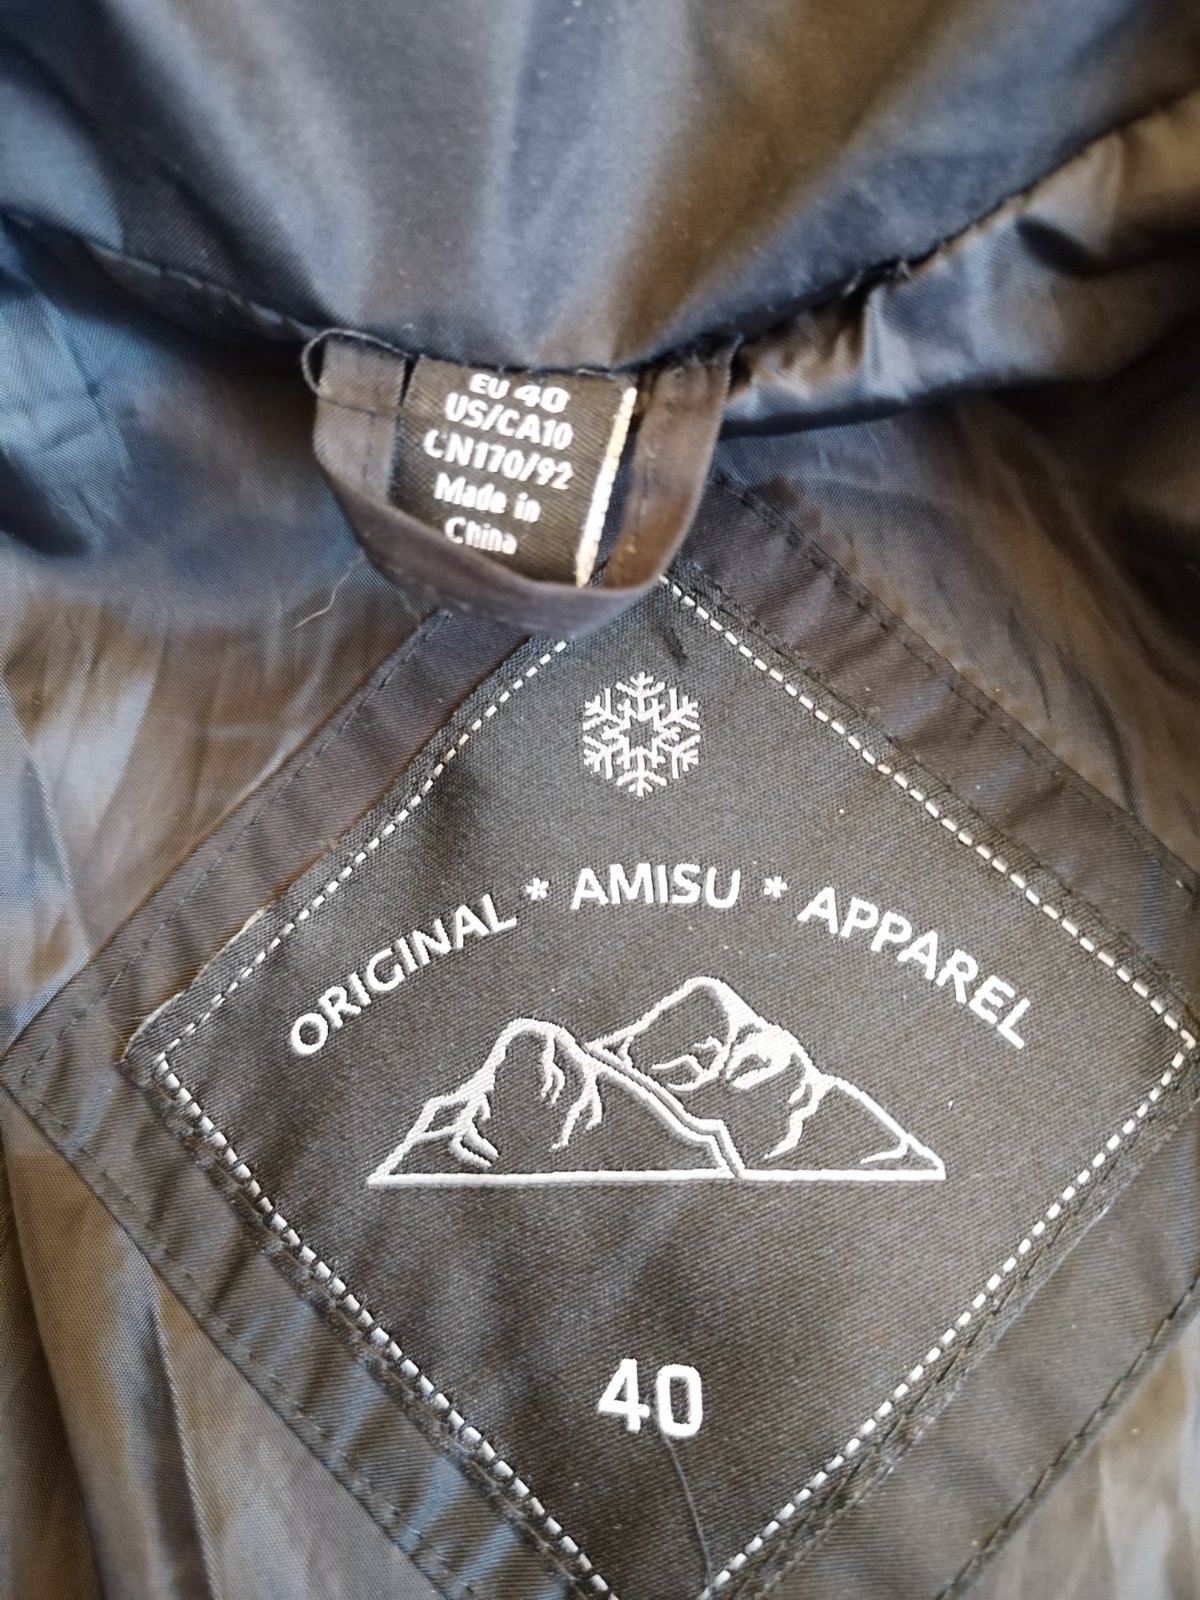 EU 40
US/CA10
CN170/92
Made in
China
ORIGINAL * AMISU * APPAREL
40